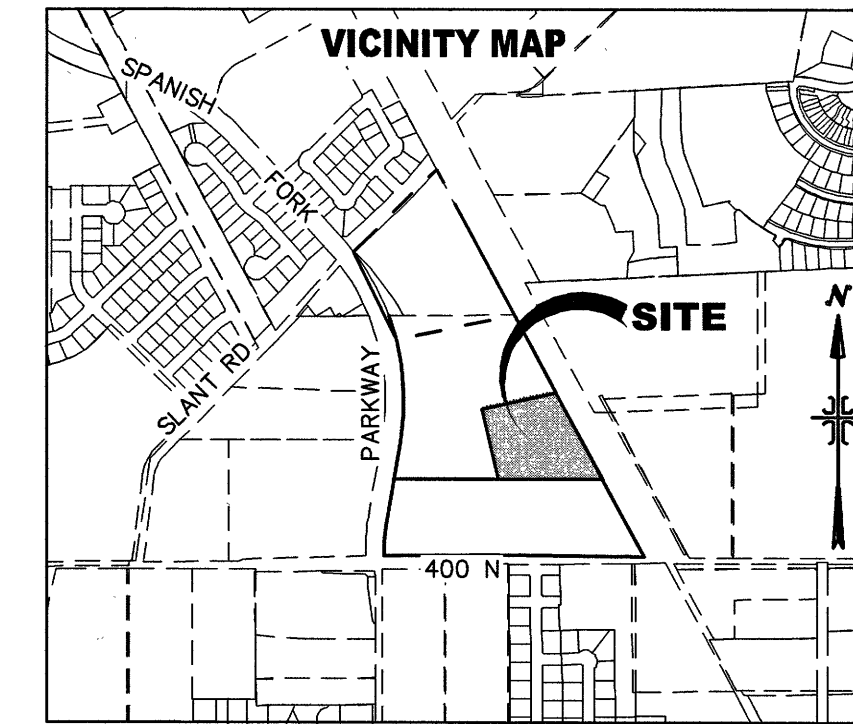 VICINITY MAP
SPANISH
FORK
PARKWAY
SLANT RD
SITE
N
400 N